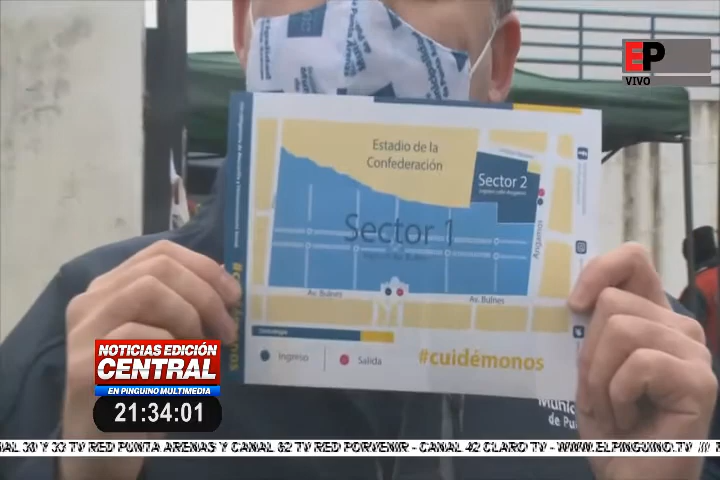 EP
VIVO
Estadio de la
Confederación
Sector 2
Sector 1
Angamos
Av. Bulnes
Av. Bulnes
Ingreso
Salida
#cuidémonos
NOTICIAS EDICIÓN
CENTRAL
EN PINGUINO MULTIMEDIA
21:34:01
de Pu
TV RED PUNTA ARENAS Y CANAL 62 TV RED PORVENIR - CANAL 42 CLARO TV - WWW.ELPINGUINO.TV ///